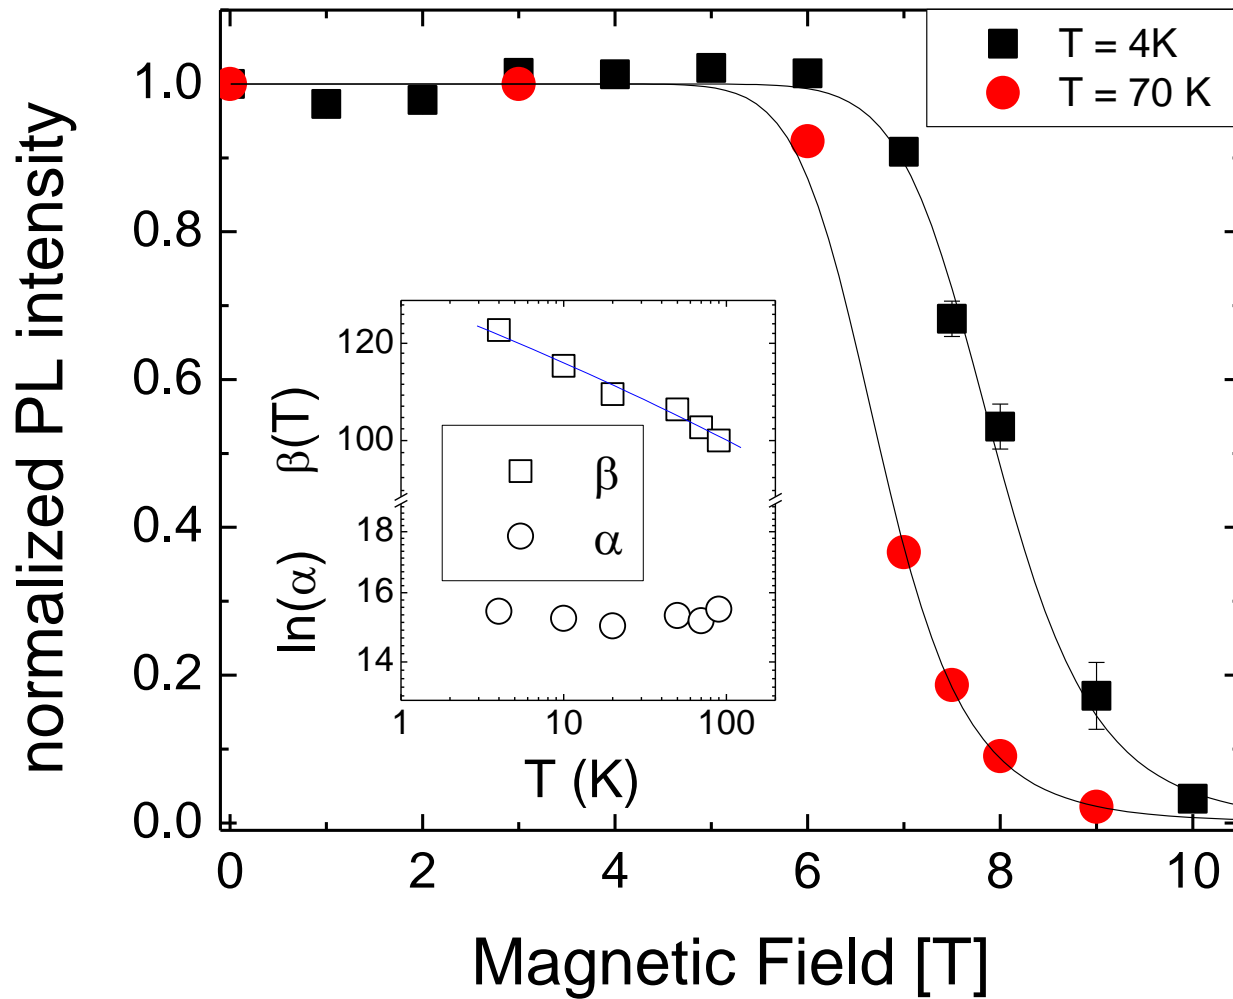 T = 4K
T = 70 K
normalized PL intensity
1.0
0.8
0.6
0.4
0.2
0.0
0 2 4 6 8 10
Magnetic Field [T]
β(T)
120
100
ln(α)
18
16
14
β
α
1 10 100
T (K)